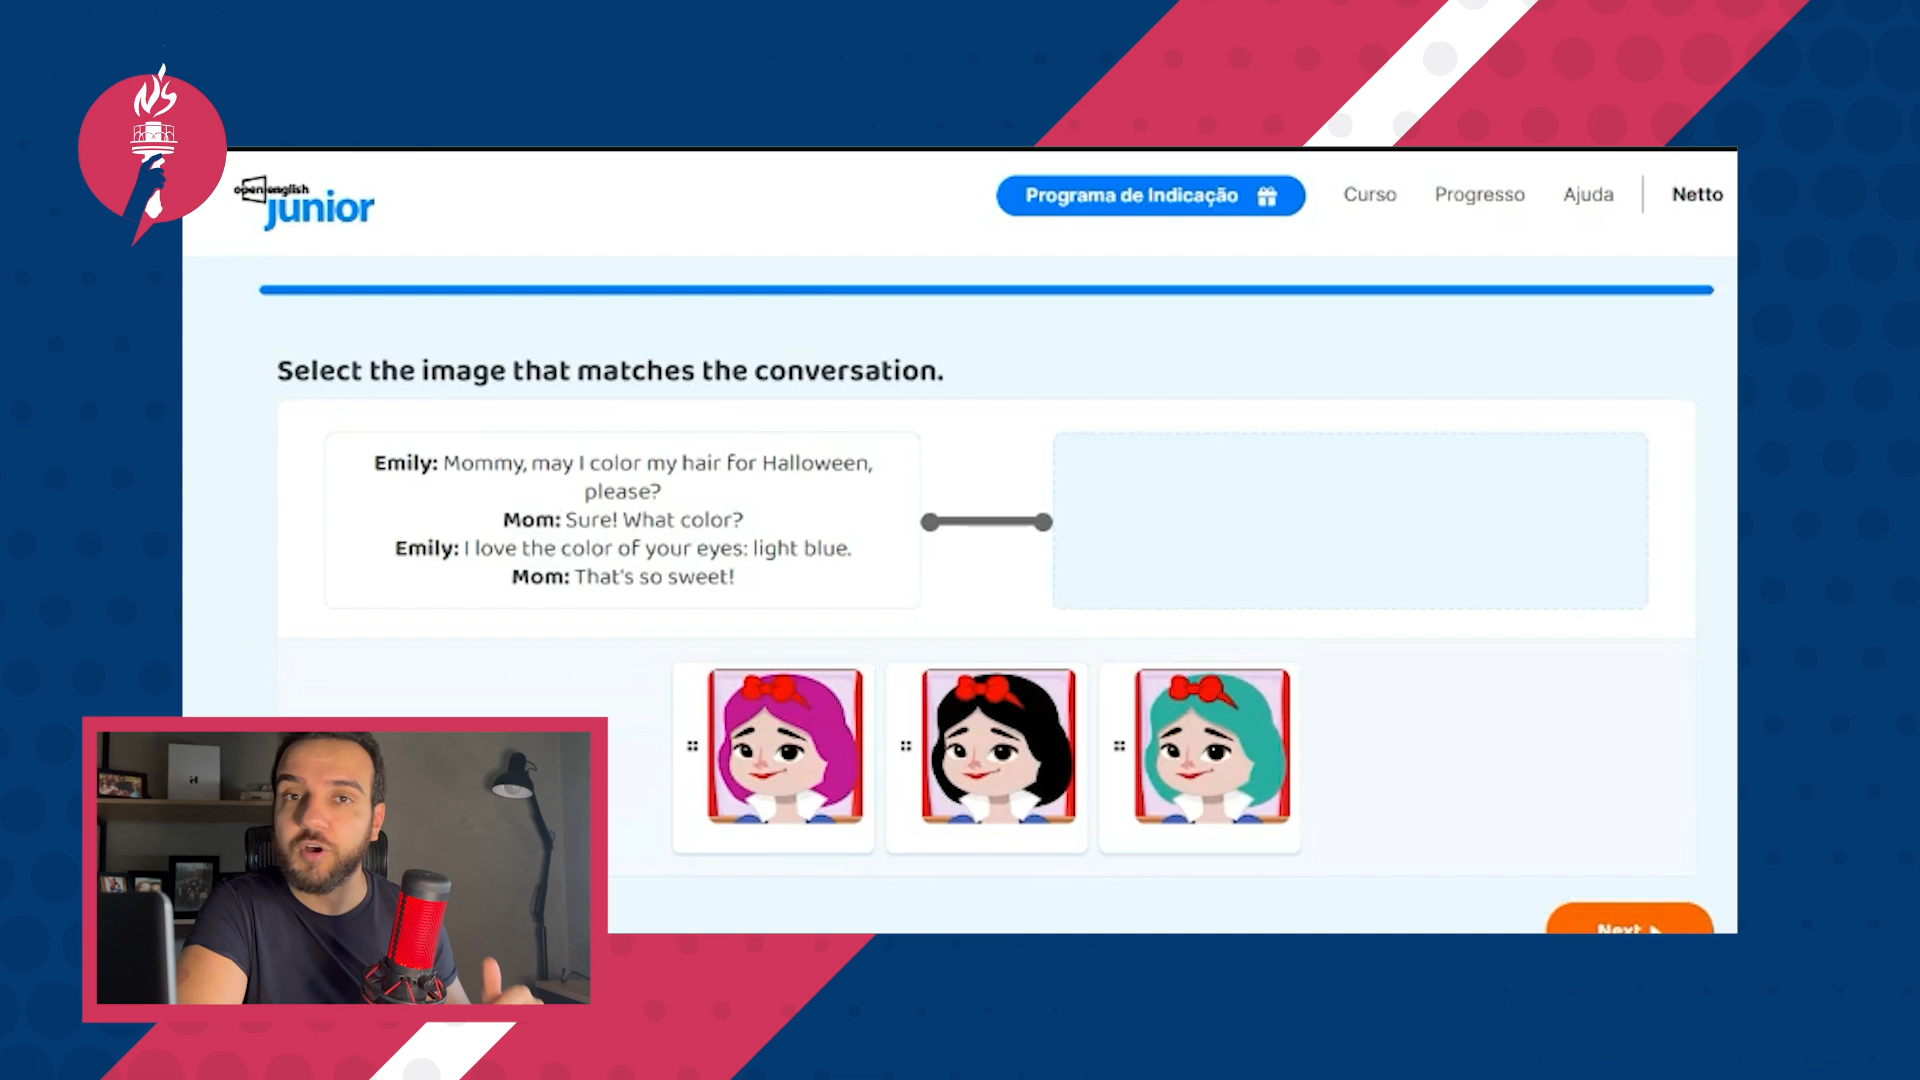 NS
open english
junior
Programa de Indicação
Curso
Progresso
Ajuda
Netto
Select the image that matches the conversation.
Emily: Mommy, may I color my hair for Halloween,
please?
Mom: Sure! What color?
Emily: I love the color of your eyes: light blue.
Mom: That's so sweet!
Next